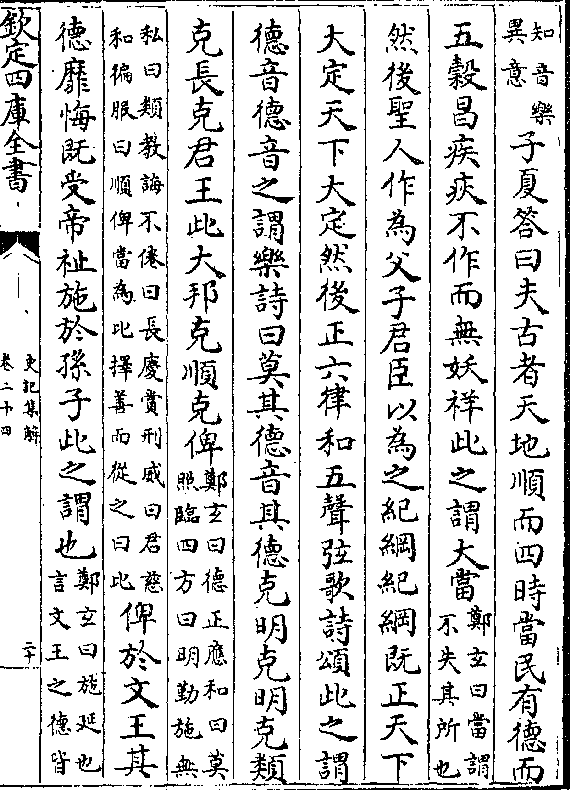 知音樂
異意
子夏答曰夫古者天地順而四時當民有德而
五穀昌疾疢不作而無妖祥此之謂大當
鄭玄曰當謂
不失其所也
然後聖人作為父子君臣以為之紀綱紀綱既正天下
大定天下大定然後正六律和五聲弦歌詩頌此之謂
德音德音之謂樂詩曰莫其德音其德克明克明克類
克長克君王此大邦克順克俾
鄭玄曰德正應和曰莫
照臨四方曰明勤施無
私曰類教誨不倦曰長慶賞刑威曰君慈
和徧服曰順俾當為比擇善而從之曰比
俾於文王其
德靡悔既受帝祉施於孫子此之謂也
鄭玄曰施延也
言文王之德皆
欽定四庫全書
史記集解
卷二十四
二十